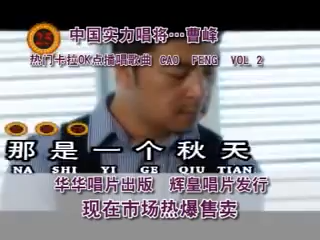 25
中国实力唱将…曹峰
热门卡拉OK点播唱歌曲 CAO FENG VOL 2
那是一个秋天
NA SHI YI GE QIU TIAN
华华唱片出版 辉皇唱片发行
现在市场热爆售卖